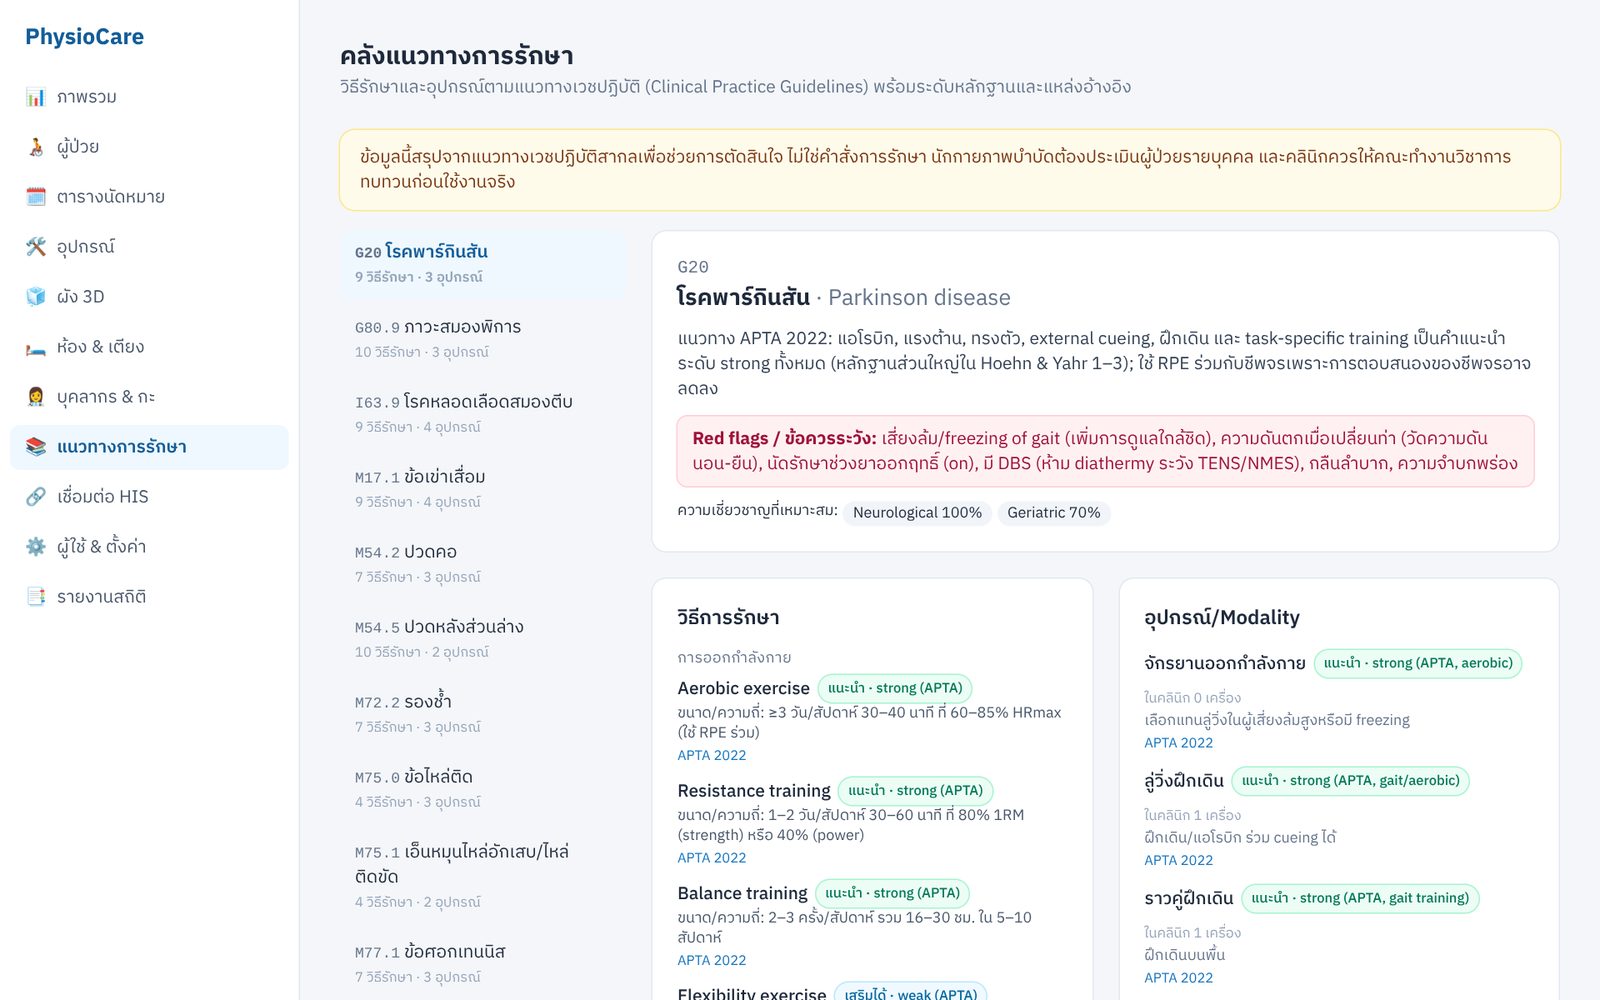 PhysioCare
ภาพรวม
ผู้ป่วย
ตารางนัดหมาย
อุปกรณ์
ผัง 3D
ห้อง & เตียง
บุคลากร & กะ
แนวทางการรักษา
เชื่อมต่อ HIS
ผู้ใช้ & ตั้งค่า
รายงานสถิติ
คลังแนวทางการรักษา
วิธีรักษาและอุปกรณ์ตามแนวทางเวชปฏิบัติ (Clinical Practice Guidelines) พร้อมระดับหลักฐานและแหล่งอ้างอิง
ข้อมูลนี้สรุปจากแนวทางเวชปฏิบัติสากลเพื่อช่วยการตัดสินใจ ไม่ใช่คำสั่งการรักษา นักกายภาพบำบัดต้องประเมินผู้ป่วยรายบุคคล และคลินิกควรให้คณะทำงานวิชาการ
ทบทวนก่อนใช้งานจริง
G20 โรคพาร์กินสัน
9 วิธีรักษา · 3 อุปกรณ์
G80.9 ภาวะสมองพิการ
10 วิธีรักษา · 3 อุปกรณ์
I63.9 โรคหลอดเลือดสมองตีบ
9 วิธีรักษา · 4 อุปกรณ์
M17.1 ข้อเข่าเสื่อม
9 วิธีรักษา · 4 อุปกรณ์
M54.2 ปวดคอ
7 วิธีรักษา · 3 อุปกรณ์
M54.5 ปวดหลังส่วนล่าง
10 วิธีรักษา · 2 อุปกรณ์
M72.2 รองช้ำ
7 วิธีรักษา · 3 อุปกรณ์
M75.0 ข้อไหล่ติด
4 วิธีรักษา · 3 อุปกรณ์
M75.1 เอ็นหมุนไหล่อักเสบ/ไหล่
ติดขัด
4 วิธีรักษา · 2 อุปกรณ์
M77.1 ข้อศอกเทนนิส
7 วิธีรักษา · 3 อุปกรณ์
G20
โรคพาร์กินสัน · Parkinson disease
แนวทาง APTA 2022: แอโรบิก, แรงต้าน, ทรงตัว, external cueing, ฝึกเดิน และ task-specific training เป็นคำแนะนำ
ระดับ strong ทั้งหมด (หลักฐานส่วนใหญ่ใน Hoehn & Yahr 1–3); ใช้ RPE ร่วมกับชีพจรเพราะการตอบสนองของชีพจรอาจ
ลดลง
Red flags / ข้อควรระวัง: เสี่ยงล้ม/freezing of gait (เพิ่มการดูแลใกล้ชิด), ความดันตกเมื่อเปลี่ยนท่า (วัดความดัน
นอน-ยืน), นัดรักษาช่วงยาออกฤทธิ์ (on), มี DBS (ห้าม diathermy ระวัง TENS/NMES), กลืนลำบาก, ความจำบกพร่อง
ความเชี่ยวชาญที่เหมาะสม: Neurological 100% Geriatric 70%
วิธีการรักษา
การออกกำลังกาย
Aerobic exercise แนะนำ · strong (APTA)
ขนาด/ความถี่: ≥3 วัน/สัปดาห์ 30–40 นาที ที่ 60–85% HRmax
(ใช้ RPE ร่วม)
APTA 2022
Resistance training แนะนำ · strong (APTA)
ขนาด/ความถี่: 1–2 วัน/สัปดาห์ 30–60 นาที ที่ 80% 1RM
(strength) หรือ 40% (power)
APTA 2022
Balance training แนะนำ · strong (APTA)
ขนาด/ความถี่: 2–3 ครั้ง/สัปดาห์ รวม 16–30 ชม. ใน 5–10
สัปดาห์
APTA 2022
Flexibility exercise เสริมได้ · weak (APTA)
อุปกรณ์/Modality
จักรยานออกกำลังกาย แนะนำ · strong (APTA, aerobic)
ในคลินิก 0 เครื่อง
เลือกแทนลู่วิ่งในผู้เสี่ยงล้มสูงหรือมี freezing
APTA 2022
ลู่วิ่งฝึกเดิน แนะนำ · strong (APTA, gait/aerobic)
ในคลินิก 1 เครื่อง
ฝึกเดิน/แอโรบิก ร่วม cueing ได้
APTA 2022
ราวคู่ฝึกเดิน แนะนำ · strong (APTA, gait training)
ในคลินิก 1 เครื่อง
ฝึกเดินบนพื้น
APTA 2022